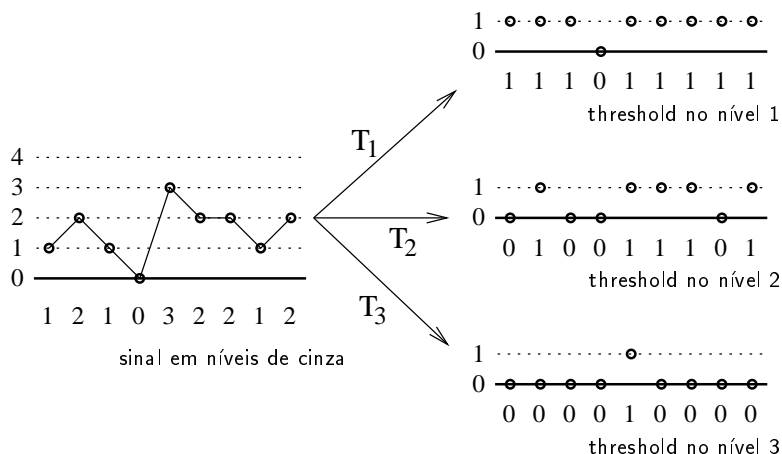 4
3
2
1
0
1 2 1 0 3 2 2 1 2
sinal em níveis de cinza
T1
T2
T3
1
0
1 1 1 0 1 1 1 1 1
threshold no nível 1
1
0
0 1 0 0 1 1 1 0 1
threshold no nível 2
1
0
0 0 0 0 1 0 0 0 0
threshold no nível 3